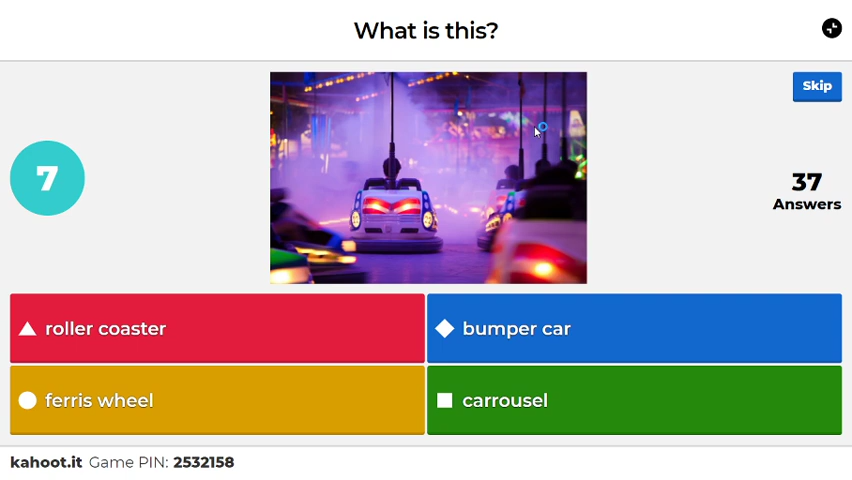 What is this?
Skip
7
37
Answers
roller coaster
bumper car
ferris wheel
carrousel
kahoot.it Game PIN: 2532158